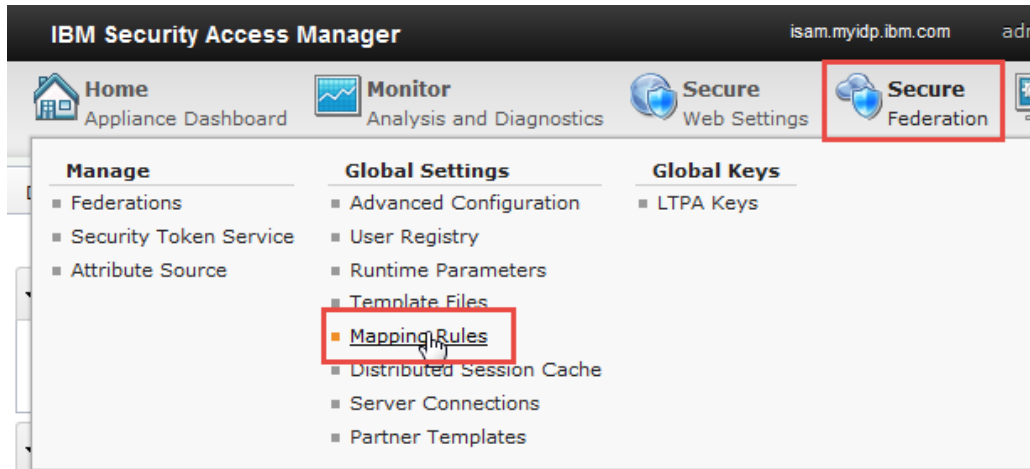 IBM Security Access Manager isam.myidp.ibm.com
Home Monitor Secure Secure
Appliance Dashboard Analysis and Diagnostics Web Settings Federation
Manage Global Settings Global Keys
Federations Advanced Configuration LTPA Keys
Security Token Service User Registry
Attribute Source Runtime Parameters
Template Files
Mapping Rules
Distributed Session Cache
Server Connections
Partner Templates